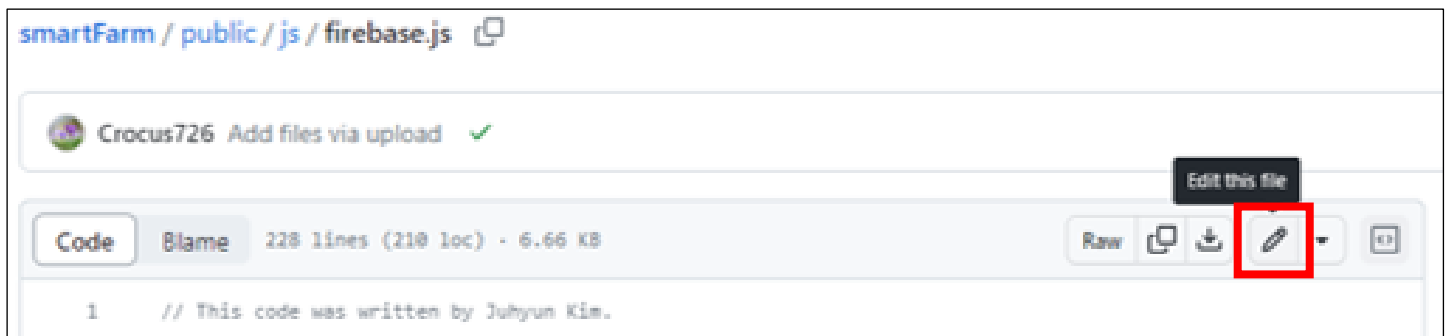 smartFarm / public / js / firebase.js
Crocus726 Add files via upload
Edit this file
Code Blame 228 lines (210 loc) · 6.66 KB Raw
1 // This code was written by Juhyun Kim.